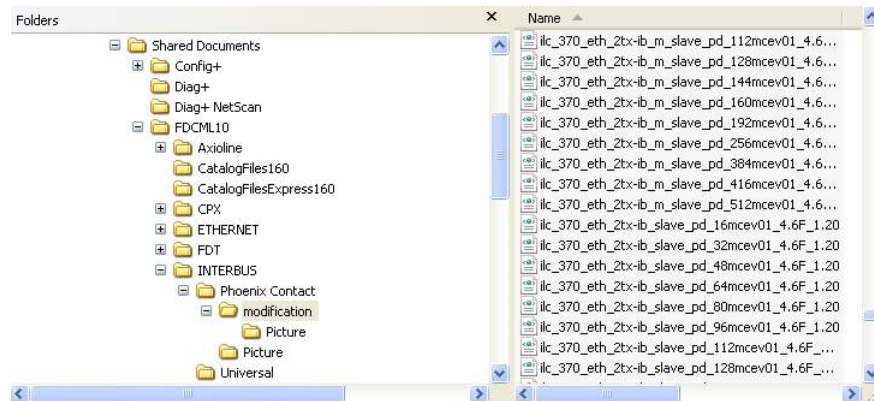 Folders
Shared Documents
Config+
Diag+
Diag+ NetScan
FDCML10
Axioline
CatalogFiles160
CatalogFilesExpress160
CPX
ETHERNET
FDT
INTERBUS
Phoenix Contact
modification
Picture
Picture
Universal
Name
ilc_370_eth_2tx-ib_m_slave_pd_112mcev01_4.6...
ilc_370_eth_2tx-ib_m_slave_pd_128mcev01_4.6...
ilc_370_eth_2tx-ib_m_slave_pd_144mcev01_4.6...
ilc_370_eth_2tx-ib_m_slave_pd_160mcev01_4.6...
ilc_370_eth_2tx-ib_m_slave_pd_192mcev01_4.6...
ilc_370_eth_2tx-ib_m_slave_pd_256mcev01_4.6...
ilc_370_eth_2tx-ib_m_slave_pd_384mcev01_4.6...
ilc_370_eth_2tx-ib_m_slave_pd_416mcev01_4.6...
ilc_370_eth_2tx-ib_m_slave_pd_512mcev01_4.6...
ilc_370_eth_2tx-ib_slave_pd_16mcev01_4.6F_1.20
ilc_370_eth_2tx-ib_slave_pd_32mcev01_4.6F_1.20
ilc_370_eth_2tx-ib_slave_pd_48mcev01_4.6F_1.20
ilc_370_eth_2tx-ib_slave_pd_64mcev01_4.6F_1.20
ilc_370_eth_2tx-ib_slave_pd_80mcev01_4.6F_1.20
ilc_370_eth_2tx-ib_slave_pd_96mcev01_4.6F_1.20
ilc_370_eth_2tx-ib_slave_pd_112mcev01_4.6F_...
ilc_370_eth_2tx-ib_slave_pd_128mcev01_4.6F_...